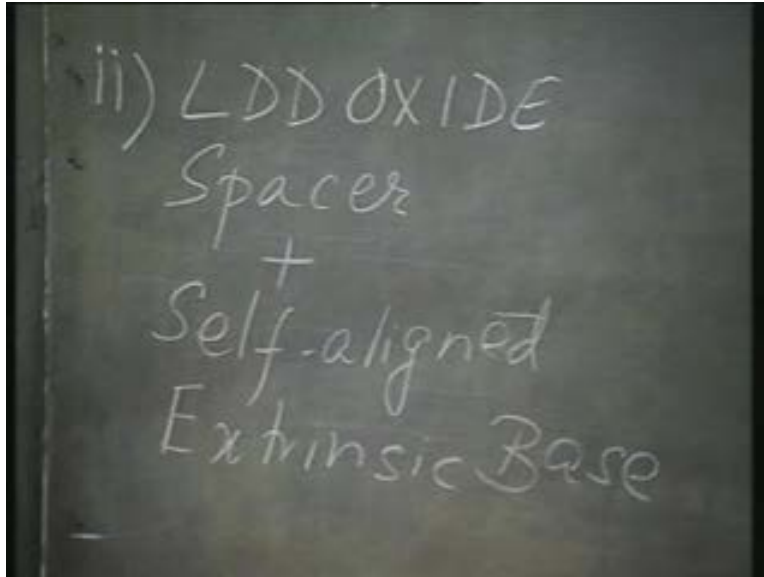 ii) LDD OXIDE
Spacer
+
Self-aligned
Extrinsic Base